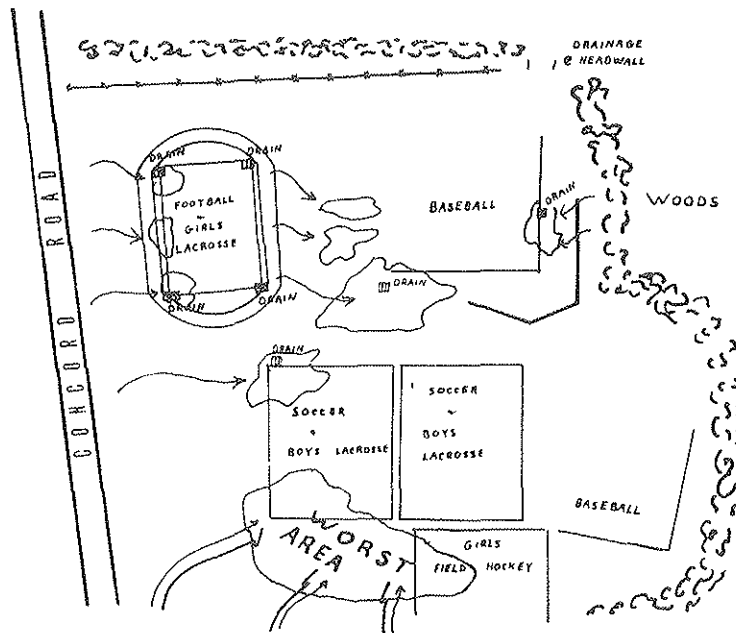 DRAINAGE
@ HEADWALL
DRAIN
DRAIN
FOOTBALL
~
GIRLS
LACROSSE
DRAIN
DRAIN
BASEBALL
DRAIN
WOODS
DRAIN
CONCORD ROAD
DRAIN
SOCCER
+
BOYS LACROSSE
SOCCER
~
BOYS
LACROSSE
WORST
AREA
BASEBALL
GIRLS
FIELD HOCKEY